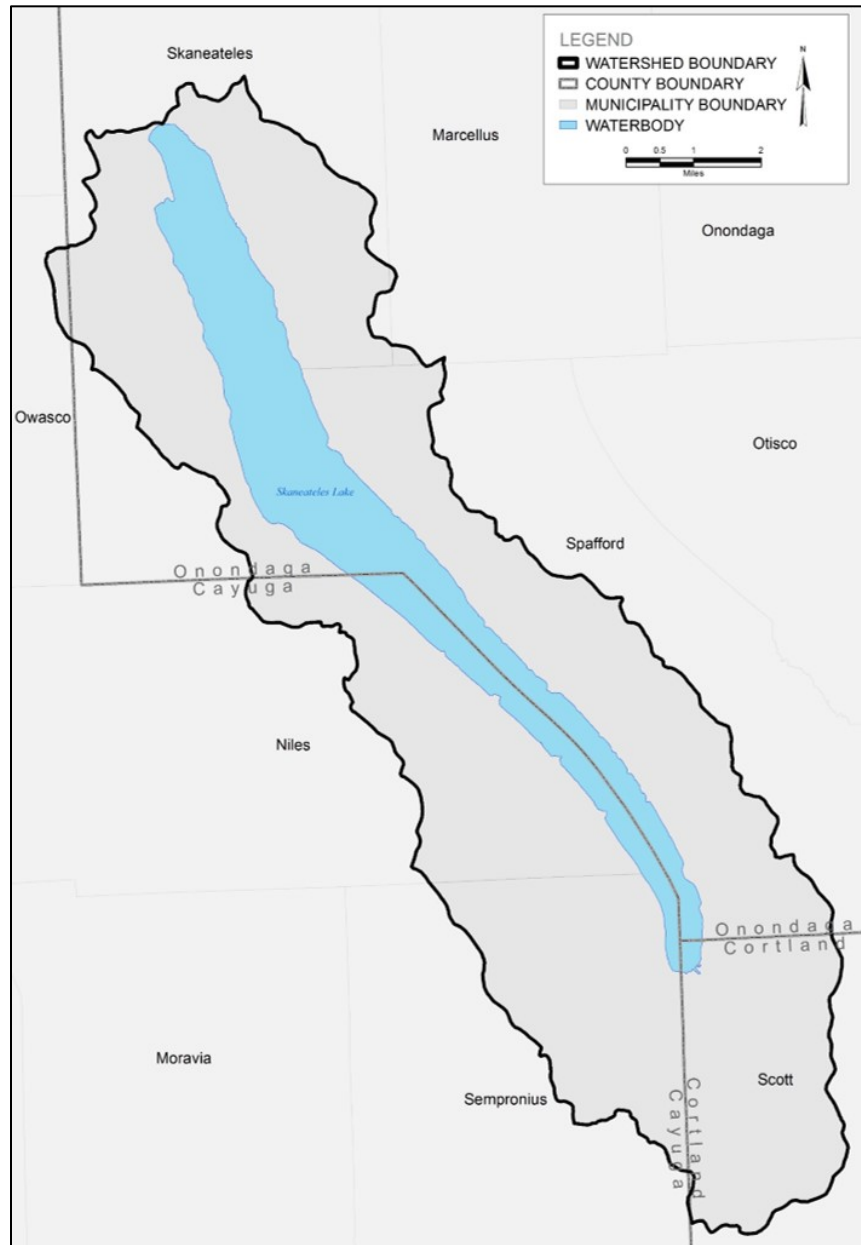 Skaneateles
LEGEND
WATERSHED BOUNDARY
COUNTY BOUNDARY
MUNICIPALITY BOUNDARY
WATERBODY
N
0 0.5 1 2
Miles
Marcellus
Onondaga
Owasco
Otisco
Skaneateles Lake
Spafford
Onondaga
Cayuga
Niles
Onondaga
Cortland
Moravia
Sempronius
Scott
Cortland
Cayuga